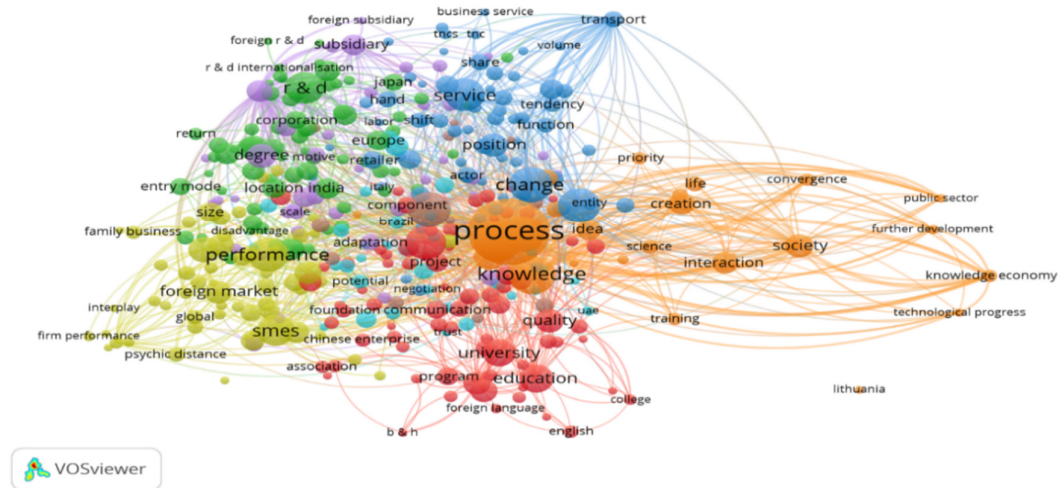 business service
foreign subsidiary
transport
tncs tnc
foreign r & d
subsidiary
volume
share
r & d internationalisation
japan
r & d
hand
service
tendency
corporation
labor
shift
function
return
europe
position
degree
motive
retailer
priority
actor
life
convergence
entry mode
location india
italy
change
public sector
size
scale
component
entity
creation
family business
disadvantage
brazil
process
idea
further development
performance
adaptation
science
society
project
interaction
knowledge
knowledge economy
potential
foreign market
negotiation
interplay
global
foundation
communication
uae
technological progress
quality
training
firm performance
smes
chinese enterprise
trust
psychic distance
university
association
program
education
lithuania
foreign language
college
b & h
english
VOSviewer